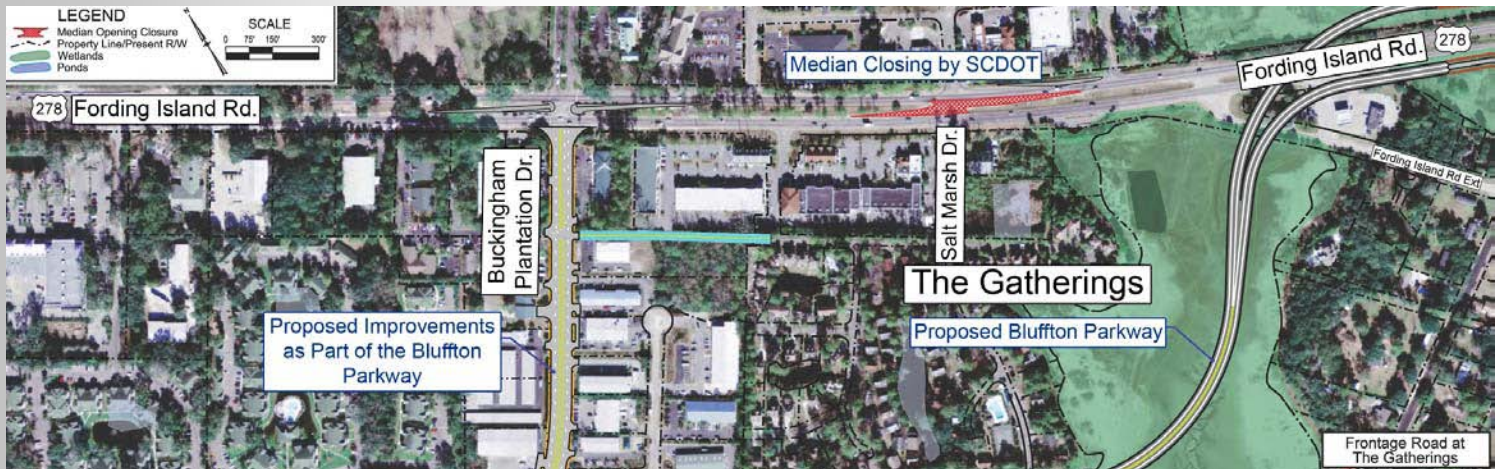 LEGEND
Median Opening Closure
Property Line/Present R/W
Wetlands
Ponds
SCALE
0 75' 150' 300'
Median Closing by SCDOT
Fording Island Rd.
278
278
Fording Island Rd.
Buckingham
Plantation Dr.
Salt Marsh Dr.
Fording Island Rd Ext
The Gatherings
Proposed Improvements
as Part of the Bluffton
Parkway
Proposed Bluffton Parkway
Frontage Road at
The Gatherings